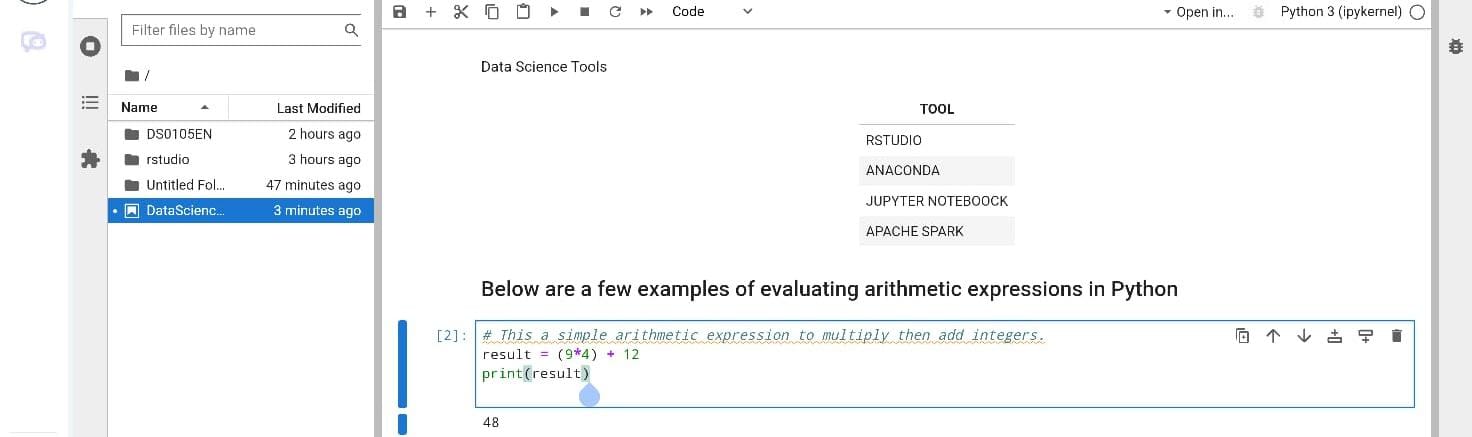 Filter files by name
/
Name Last Modified
DS0105EN 2 hours ago
rstudio 3 hours ago
Untitled Fol... 47 minutes ago
DataScienc... 3 minutes ago
Code
Open in... Python 3 (ipykernel)
Data Science Tools
TOOL
RSTUDIO
ANACONDA
JUPYTER NOTEBOOCK
APACHE SPARK
Below are a few examples of evaluating arithmetic expressions in Python
[2]: # This a simple arithmetic expression to multiply then add integers.
result = (9*4) + 12
print(result)
48